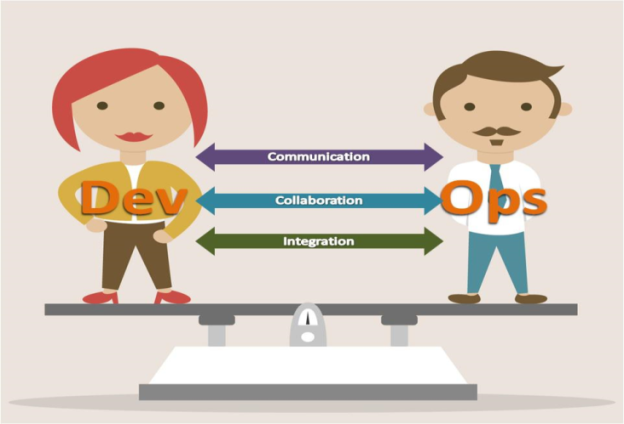 Communication
Dev
Collaboration
Ops
Integration